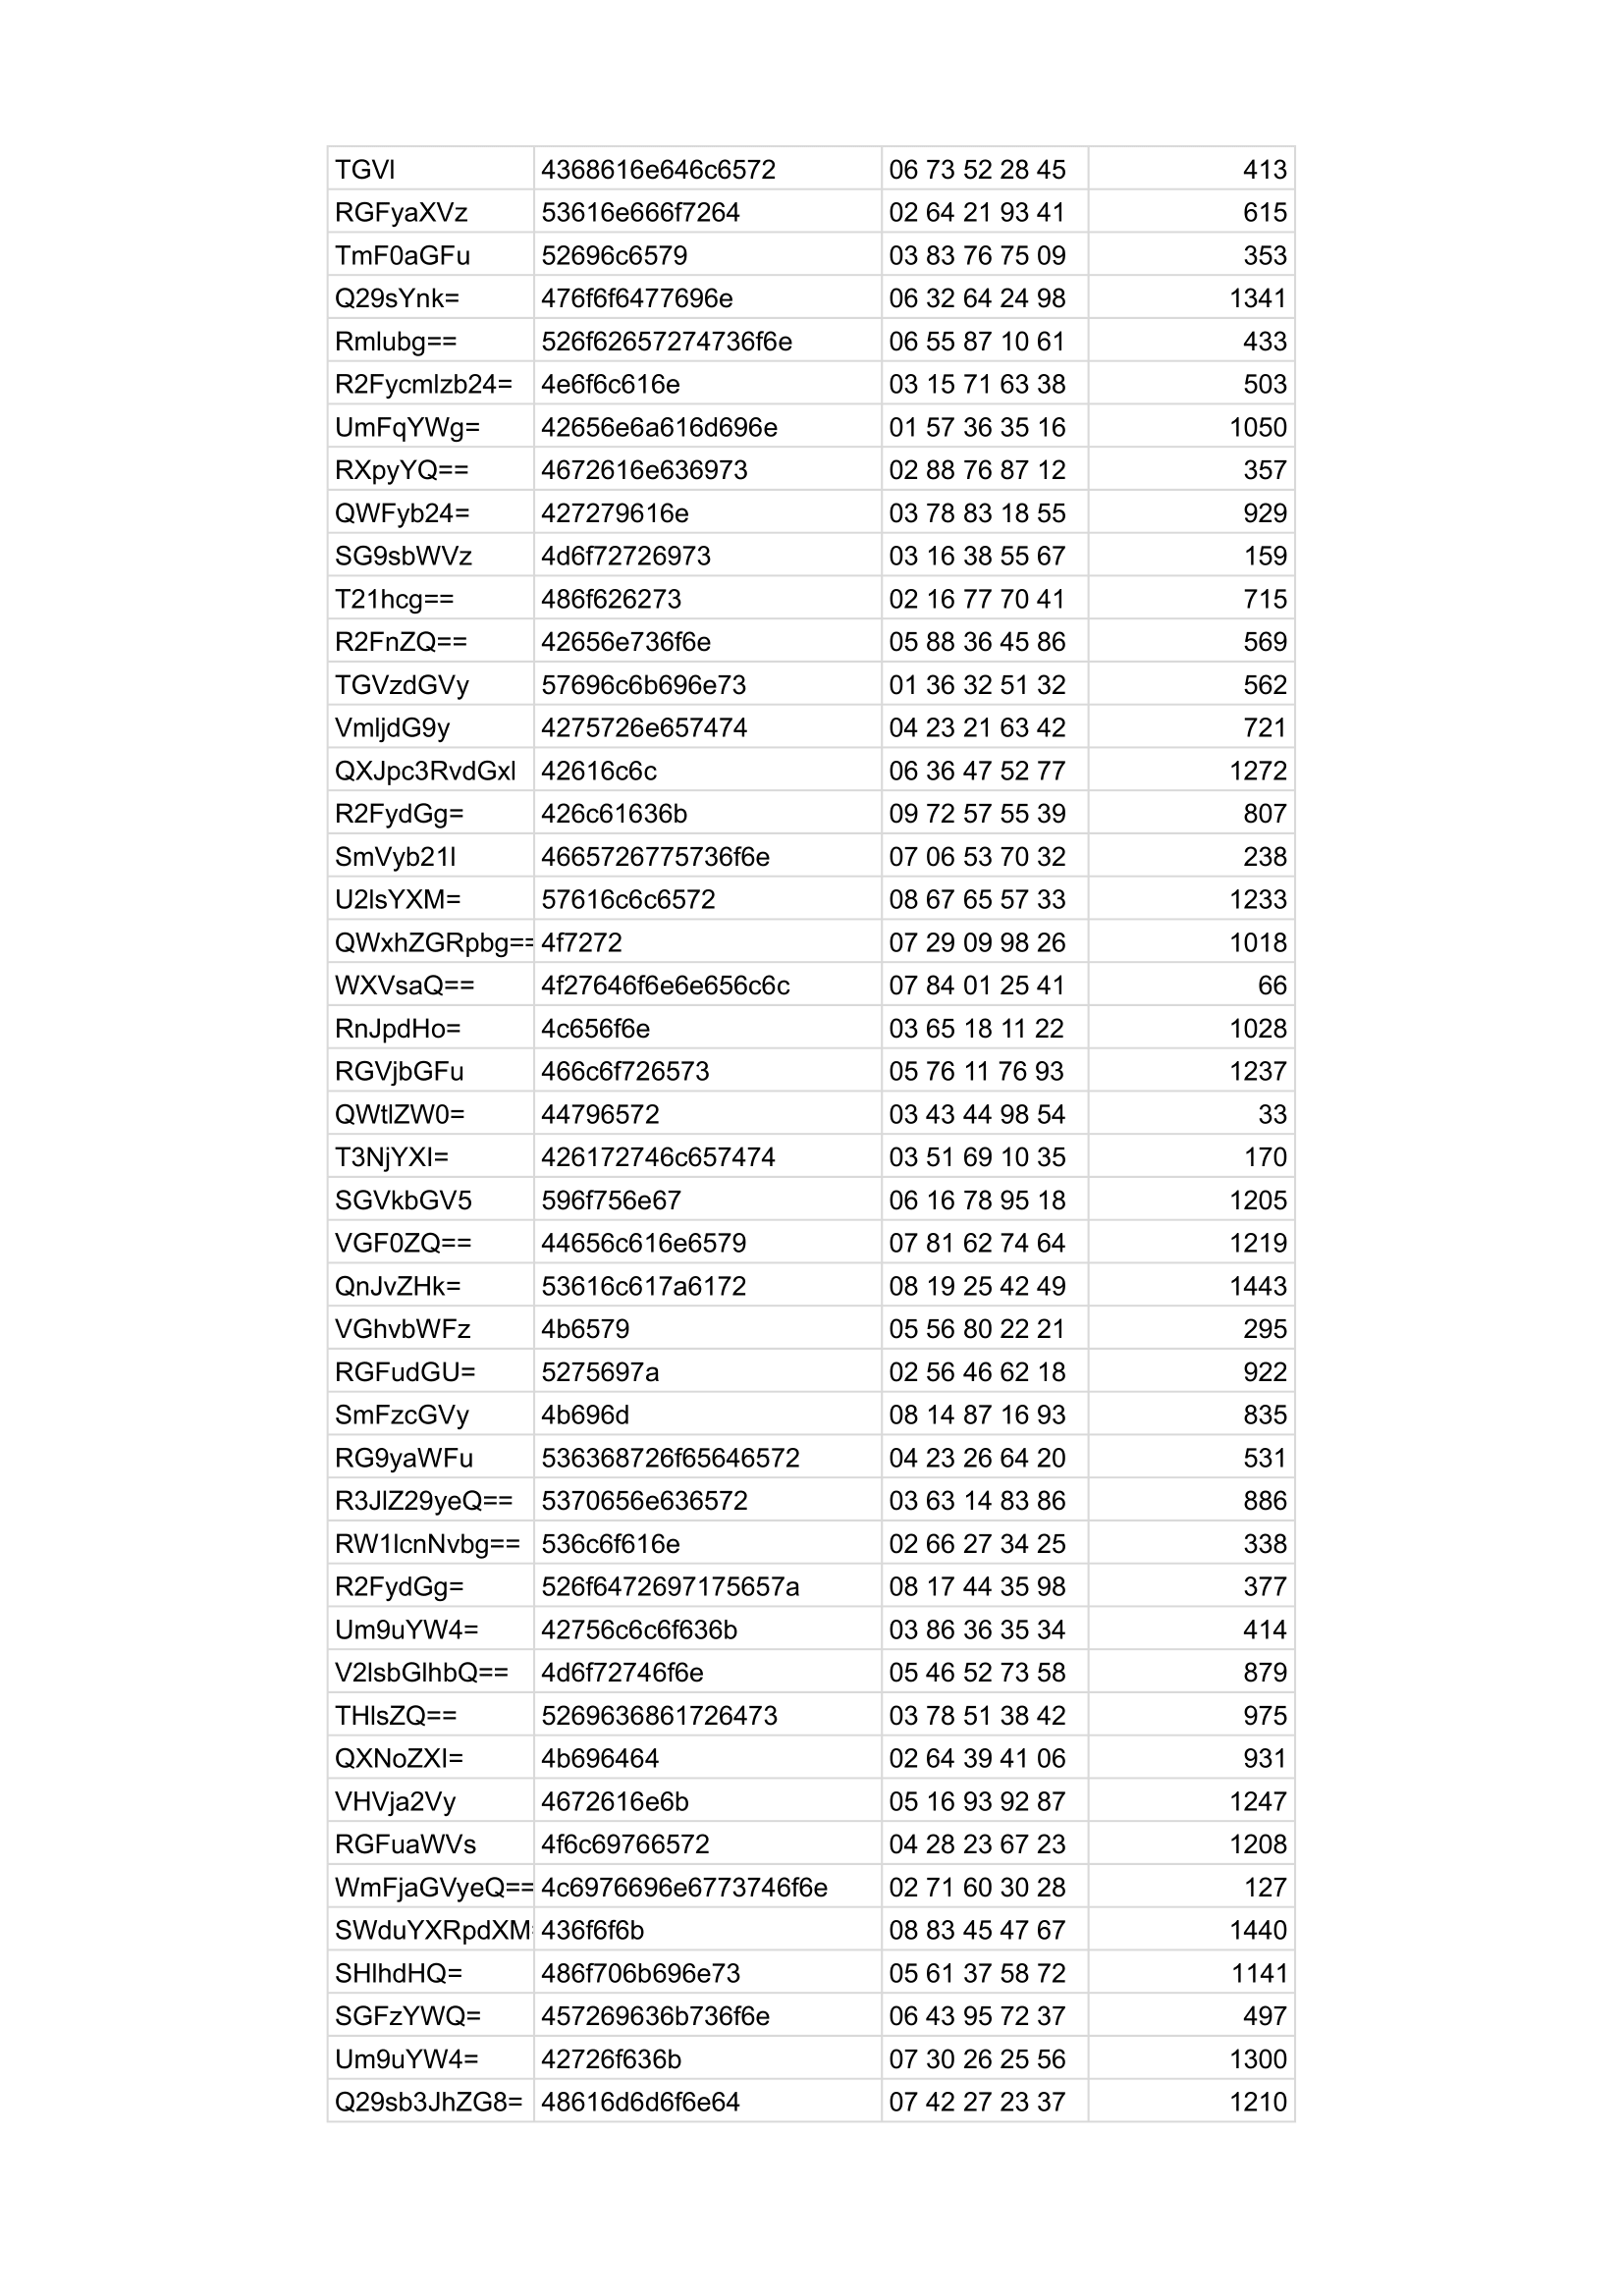 TGVl 4368616e646c6572 06 73 52 28 45 413
RGFyaXVz 53616e666f7264 02 64 21 93 41 615
TmF0aGFu 52696c6579 03 83 76 75 09 353
Q29sYnk= 476f6f6477696e 06 32 64 24 98 1341
Rmlubg== 526f62657274736f6e 06 55 87 10 61 433
R2Fycmlzb24= 4e6f6c616e 03 15 71 63 38 503
UmFqYWg= 42656e6a616d696e 01 57 36 35 16 1050
RXpyYQ== 4672616e636973 02 88 76 87 12 357
QWFyb24= 427279616e 03 78 83 18 55 929
SG9sbWVz 4d6f72726973 03 16 38 55 67 159
T21hcg== 486f626273 02 16 77 70 41 715
R2FnZQ== 42656e736f6e 05 88 36 45 86 569
TGVzdGVy 57696c6b696e73 01 36 32 51 32 562
VmljdG9y 4275726e657474 04 23 21 63 42 721
QXJpc3RvdGxl 42616c6c 06 36 47 52 77 1272
R2FydGg= 426c61636b 09 72 57 55 39 807
SmVyb21l 4665726775736f6e 07 06 53 70 32 238
U2lsYXM= 57616c6c6572 08 67 65 57 33 1233
QWxhZGRpbg== 4f7272 07 29 09 98 26 1018
WXVsaQ== 4f27646f6e6e656c6c 07 84 01 25 41 66
RnJpdHo= 4c656f6e 03 65 18 11 22 1028
RGVjbGFu 466c6f726573 05 76 11 76 93 1237
QWtlZW0= 44796572 03 43 44 98 54 33
T3NjYXI= 426172746c657474 03 51 69 10 35 170
SGVkbGV5 596f756e67 06 16 78 95 18 1205
VGF0ZQ== 44656c616e6579 07 81 62 74 64 1219
QnJvZHk= 53616c617a6172 08 19 25 42 49 1443
VGhvbWFz 4b6579 05 56 80 22 21 295
RGFudGU= 5275697a 02 56 46 62 18 922
SmFzcGVy 4b696d 08 14 87 16 93 835
RG9yaWFu 536368726f65646572 04 23 26 64 20 531
R3JlZ29yeQ== 5370656e636572 03 63 14 83 86 886
RW1lcnNvbg== 536c6f616e 02 66 27 34 25 338
R2FydGg= 526f6472697175657a 08 17 44 35 98 377
Um9uYW4= 42756c6c6f636b 03 86 36 35 34 414
V2lsbGlhbQ== 4d6f72746f6e 05 46 52 73 58 879
THlsZQ== 5269636861726473 03 78 51 38 42 975
QXNoZXI= 4b696464 02 64 39 41 06 931
VHVja2Vy 4672616e6b 05 16 93 92 87 1247
RGFuaWVs 4f6c69766572 04 28 23 67 23 1208
WmFjaGVyeQ== 4c6976696e6773746f6e 02 71 60 30 28 127
SWduYXRpdXM= 436f6f6b 08 83 45 47 67 1440
SHlhdHQ= 486f706b696e73 05 61 37 58 72 1141
SGFzYWQ= 457269636b736f6e 06 43 95 72 37 497
Um9uYW4= 42726f636b 07 30 26 25 56 1300
Q29sb3JhZG8= 48616d6d6f6e64 07 42 27 23 37 1210